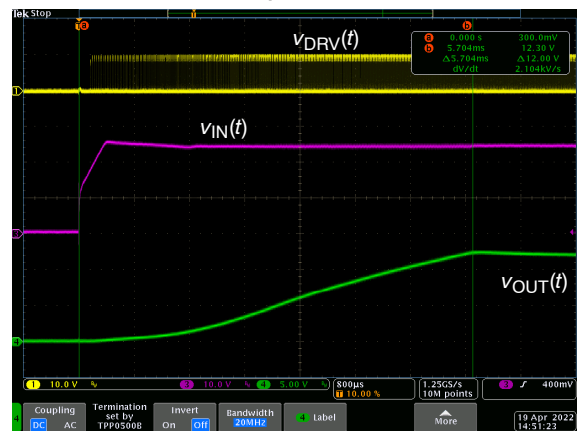 Tek Stop
T a
b
vDRV(t)
a 0.000 s 300.0mV
b 5.704ms 12.30 V
Δ5.704ms Δ12.00 V
dV/dt 2.104kV/s
1
vIN(t)
3
vOUT(t)
4
1 10.0 V 3 10.0 V 4 5.00 V 800µs 1.25GS/s 3 400mV
T 10.00 % 10M points
4
Coupling
DC AC
Termination
set by
TPP0500B
Invert
On Off
Bandwidth
20MHz
4 Label
More
19 Apr 2022
14:51:23